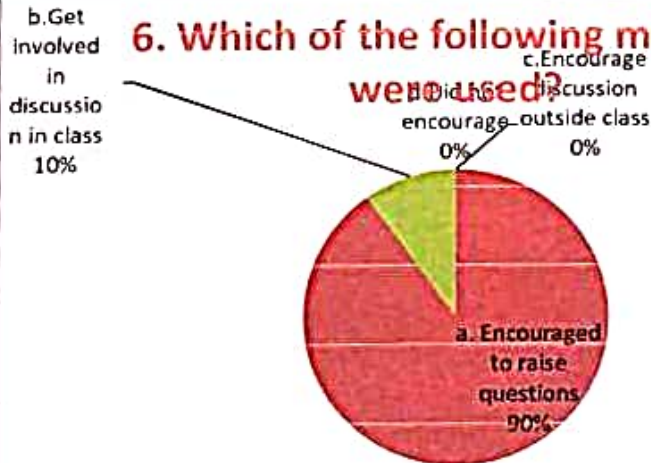 6. Which of the following m
were used?
b.Get
involved
in
discussio
n in class
10%
c.Encourage
discussion
outside class
0%
encourage
0%
a. Encouraged
to raise
questions
90%